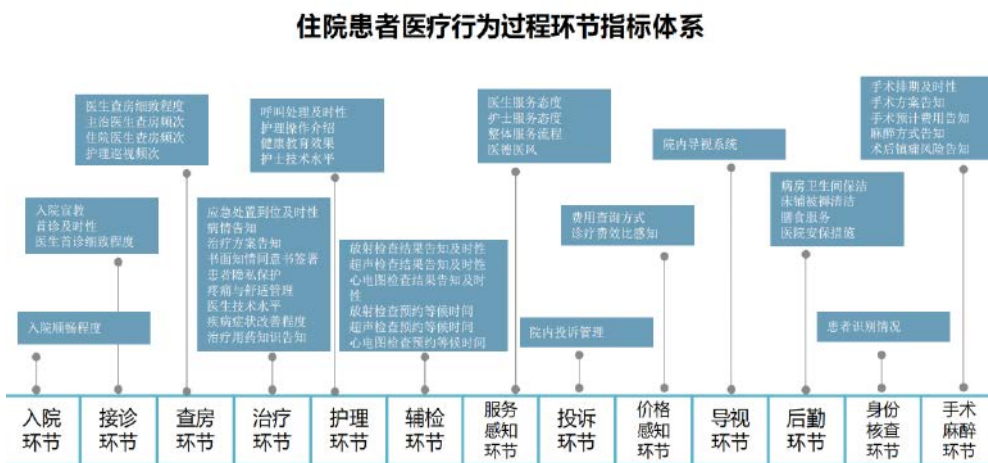 住院患者医疗行为过程环节指标体系
入院顺畅程度
入院宣教
首诊及时性
医生首诊细致程度
医生查房细致程度
主治医生查房频次
住院医生查房频次
护理巡视频次
应急处置到位及时性
病情告知
治疗方案告知
书面知情同意书签署
患者隐私保护
疼痛与舒适管理
医生技术水平
疾病症状改善程度
治疗用药知识告知
呼叫处理及时性
护理操作介绍
健康教育效果
护士技术水平
放射检查结果告知及时性
超声检查结果告知及时性
心电图检查结果告知及时
性
放射检查预约等候时间
超声检查预约等候时间
心电图检查预约等候时间
医生服务态度
护士服务态度
整体服务流程
医德医风
院内投诉管理
费用查询方式
诊疗费效比感知
院内导视系统
病房卫生间保洁
床铺被褥清洁
膳食服务
医院安保措施
患者识别情况
手术排期及时性
手术方案告知
手术预计费用告知
麻醉方式告知
术后镇痛风险告知
入院
环节
接诊
环节
查房
环节
治疗
环节
护理
环节
辅检
环节
服务
感知
环节
投诉
环节
价格
感知
环节
导视
环节
后勤
环节
身份
核查
环节
手术
麻醉
环节